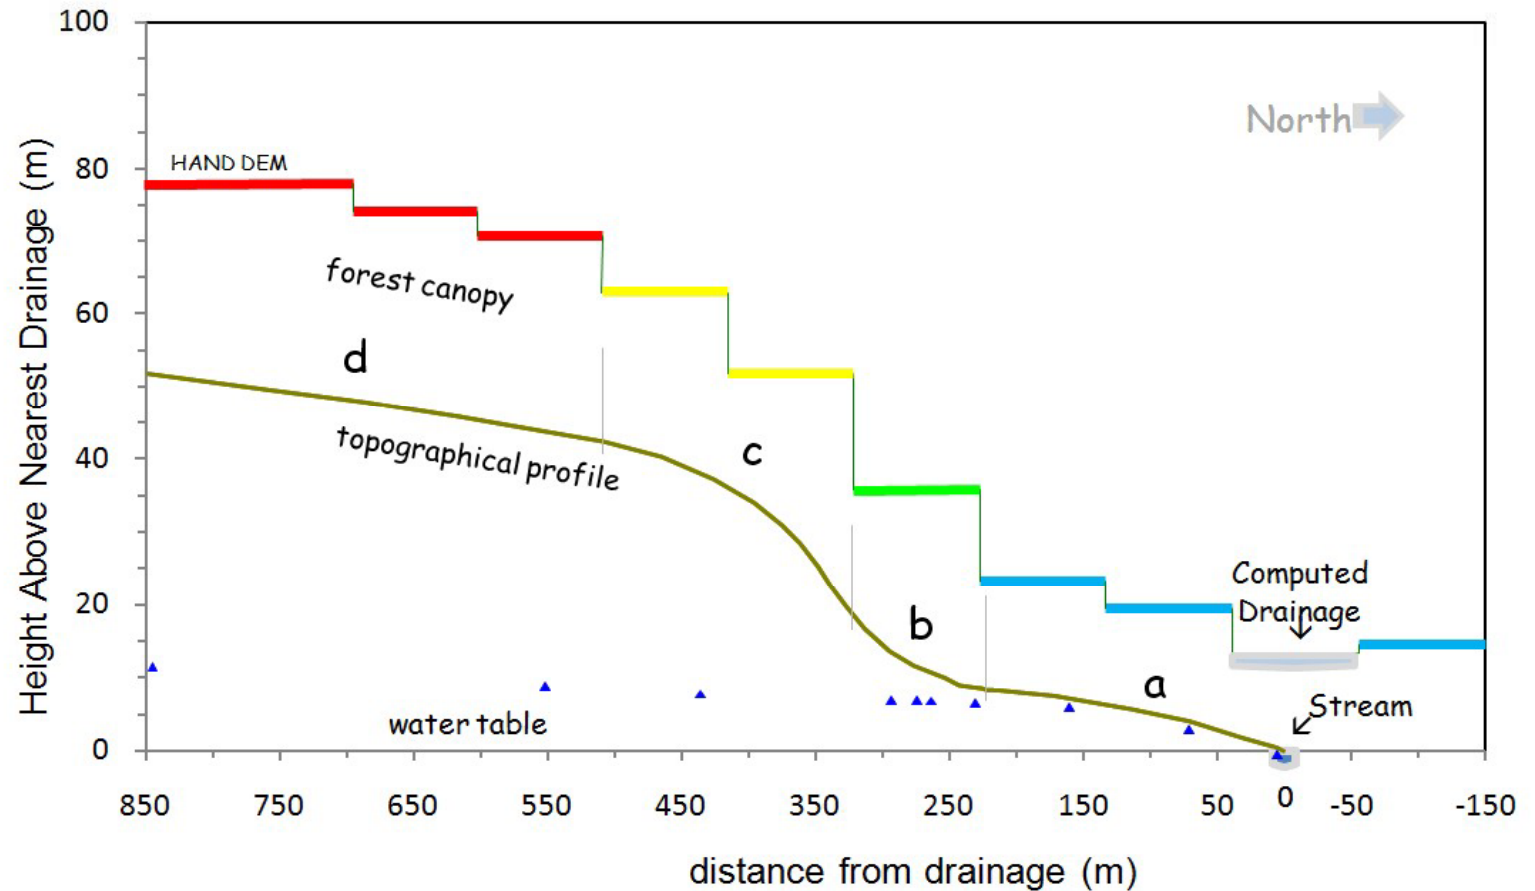 100
North
HAND DEM
80
forest canopy
60
d
topographical profile
c
40
Computed
Drainage
20
b
a
Stream
water table
0
850 750 650 550 450 350 250 150 50 0 -50 -150
distance from drainage (m)
Height Above Nearest Drainage (m)